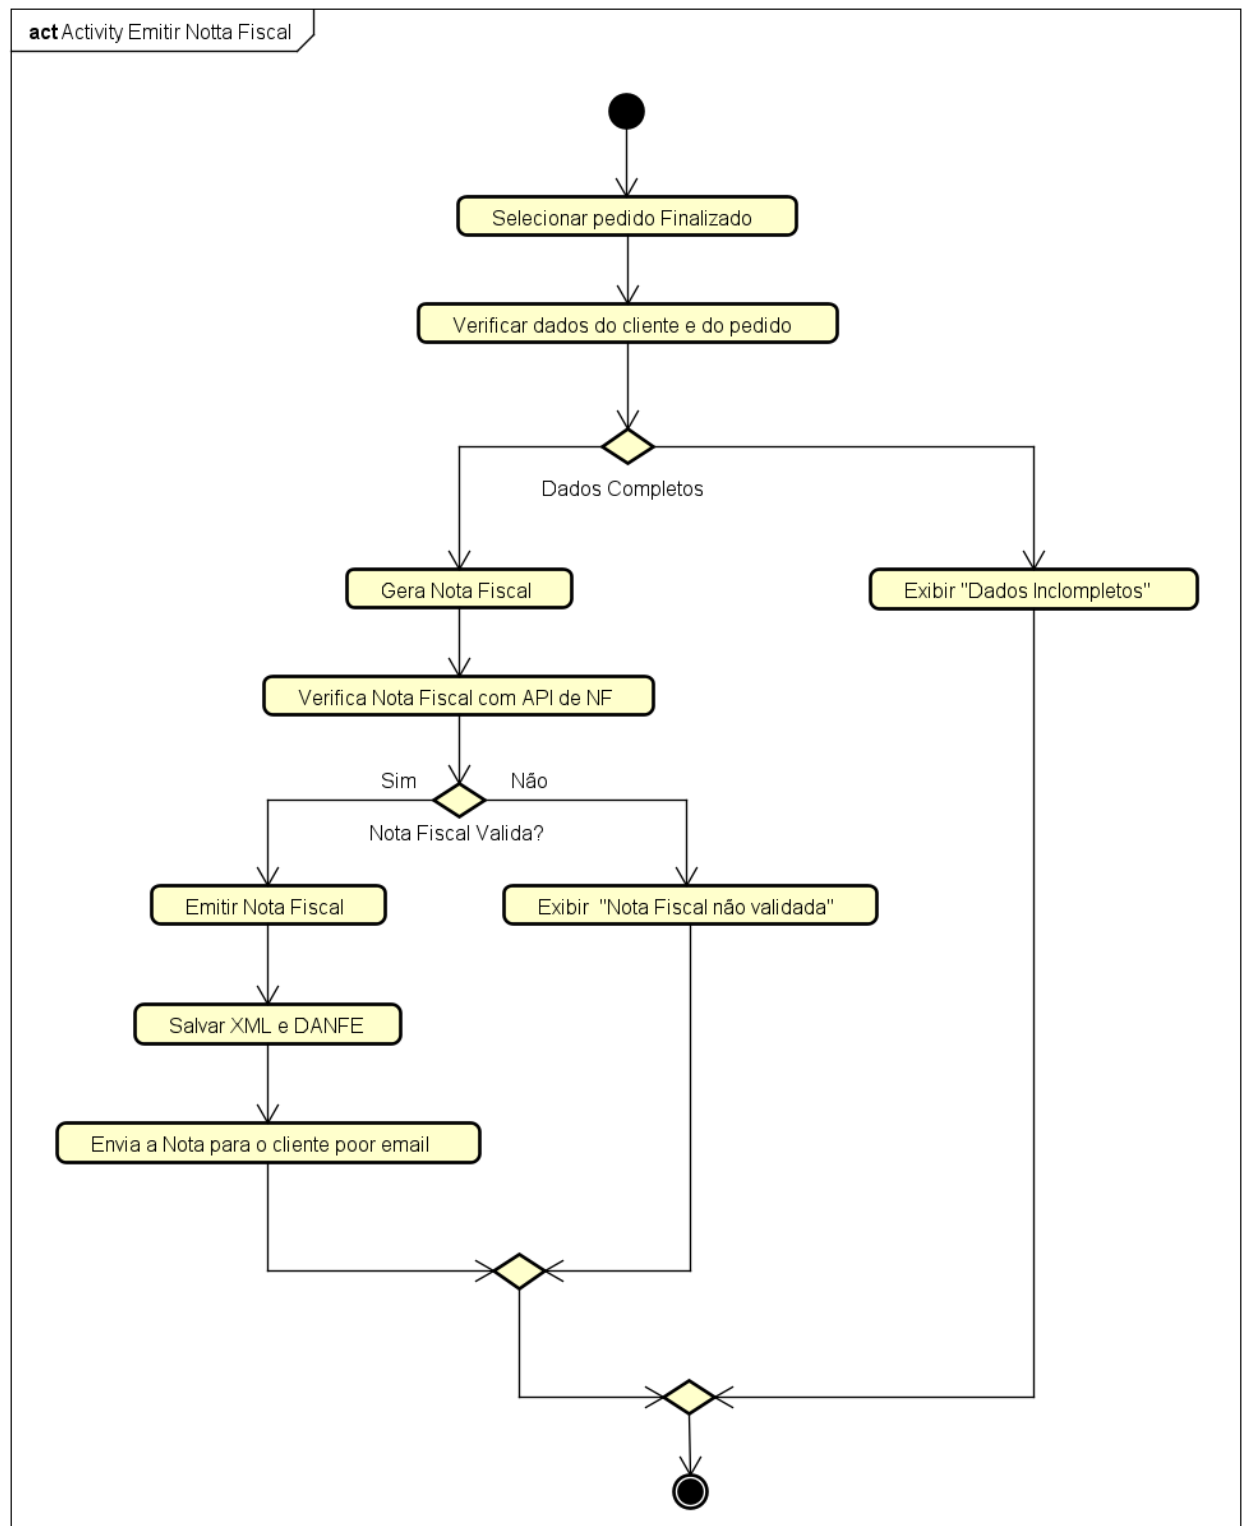 act Activity Emitir Notta Fiscal
Selecionar pedido Finalizado
Verificar dados do cliente e do pedido
Dados Completos
Gera Nota Fiscal
Exibir "Dados Inclompletos"
Verifica Nota Fiscal com API de NF
Sim
Não
Nota Fiscal Valida?
Emitir Nota Fiscal
Exibir "Nota Fiscal não validada"
Salvar XML e DANFE
Envia a Nota para o cliente poor email